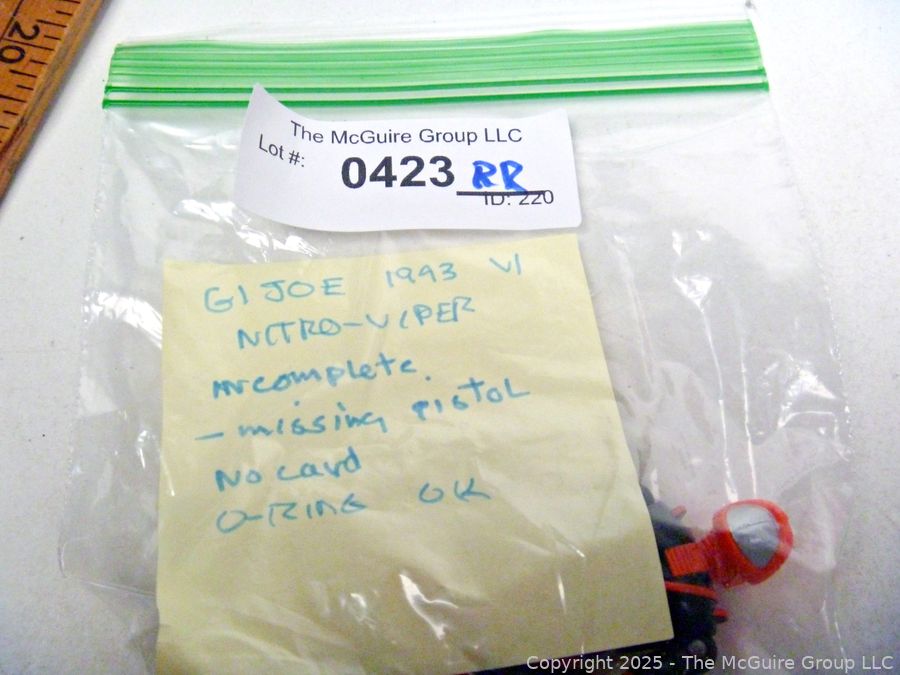 20
The McGuire Group LLC
Lot #: 0423 RR
ID: 220
GI JOE 1993 V1
NITRO-VIPER
incomplete.
- missing pistol
No card
O-RING OK
Copyright 2025 - The McGuire Group LLC